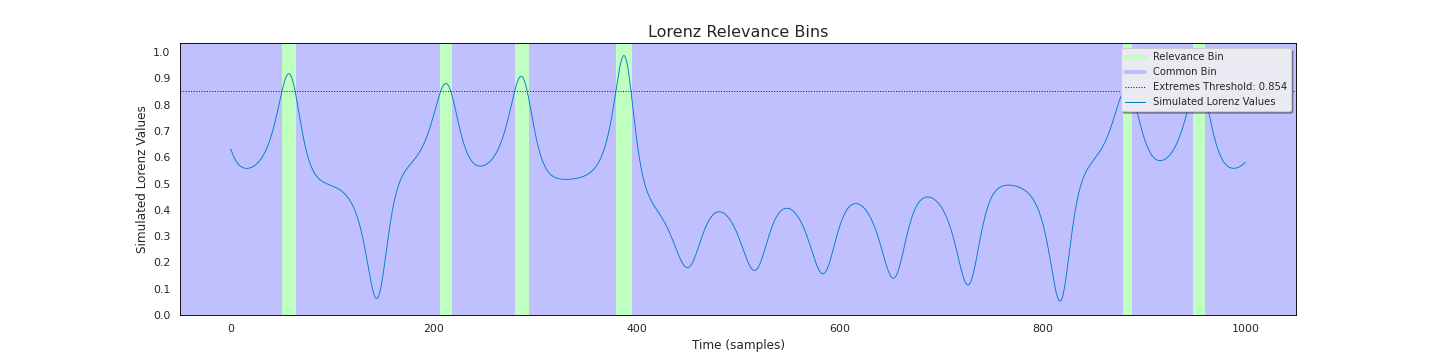 Lorenz Relevance Bins
Relevance Bin
Common Bin
Extremes Threshold: 0.854
Simulated Lorenz Values
Simulated Lorenz Values
1.0
0.9
0.8
0.7
0.6
0.5
0.4
0.3
0.2
0.1
0.0
0 200 400 600 800 1000
Time (samples)